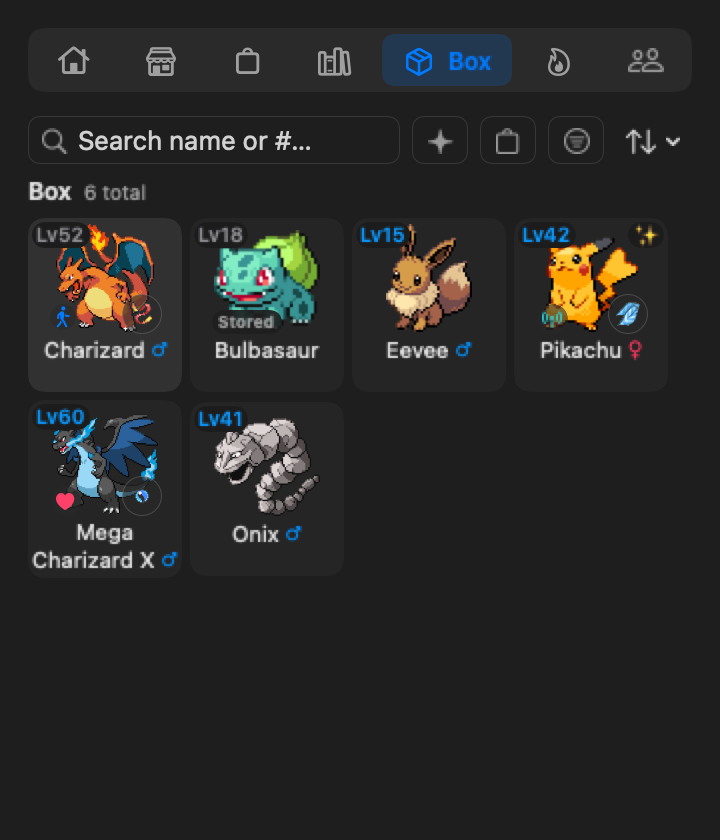 Box
Search name or #...
Box 6 total
Lv52 Lv18 Lv15 Lv42
Stored
Charizard ♂ Bulbasaur Eevee ♂ Pikachu ♀
Lv60 Lv41
Mega
Charizard X ♂
Onix ♂